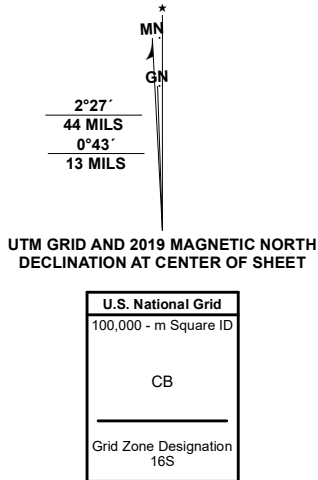 MN
GN
2°27´
44 MILS
0°43´
13 MILS
UTM GRID AND 2019 MAGNETIC NORTH
DECLINATION AT CENTER OF SHEET
U.S. National Grid
100,000 - m Square ID
CB
Grid Zone Designation
16S